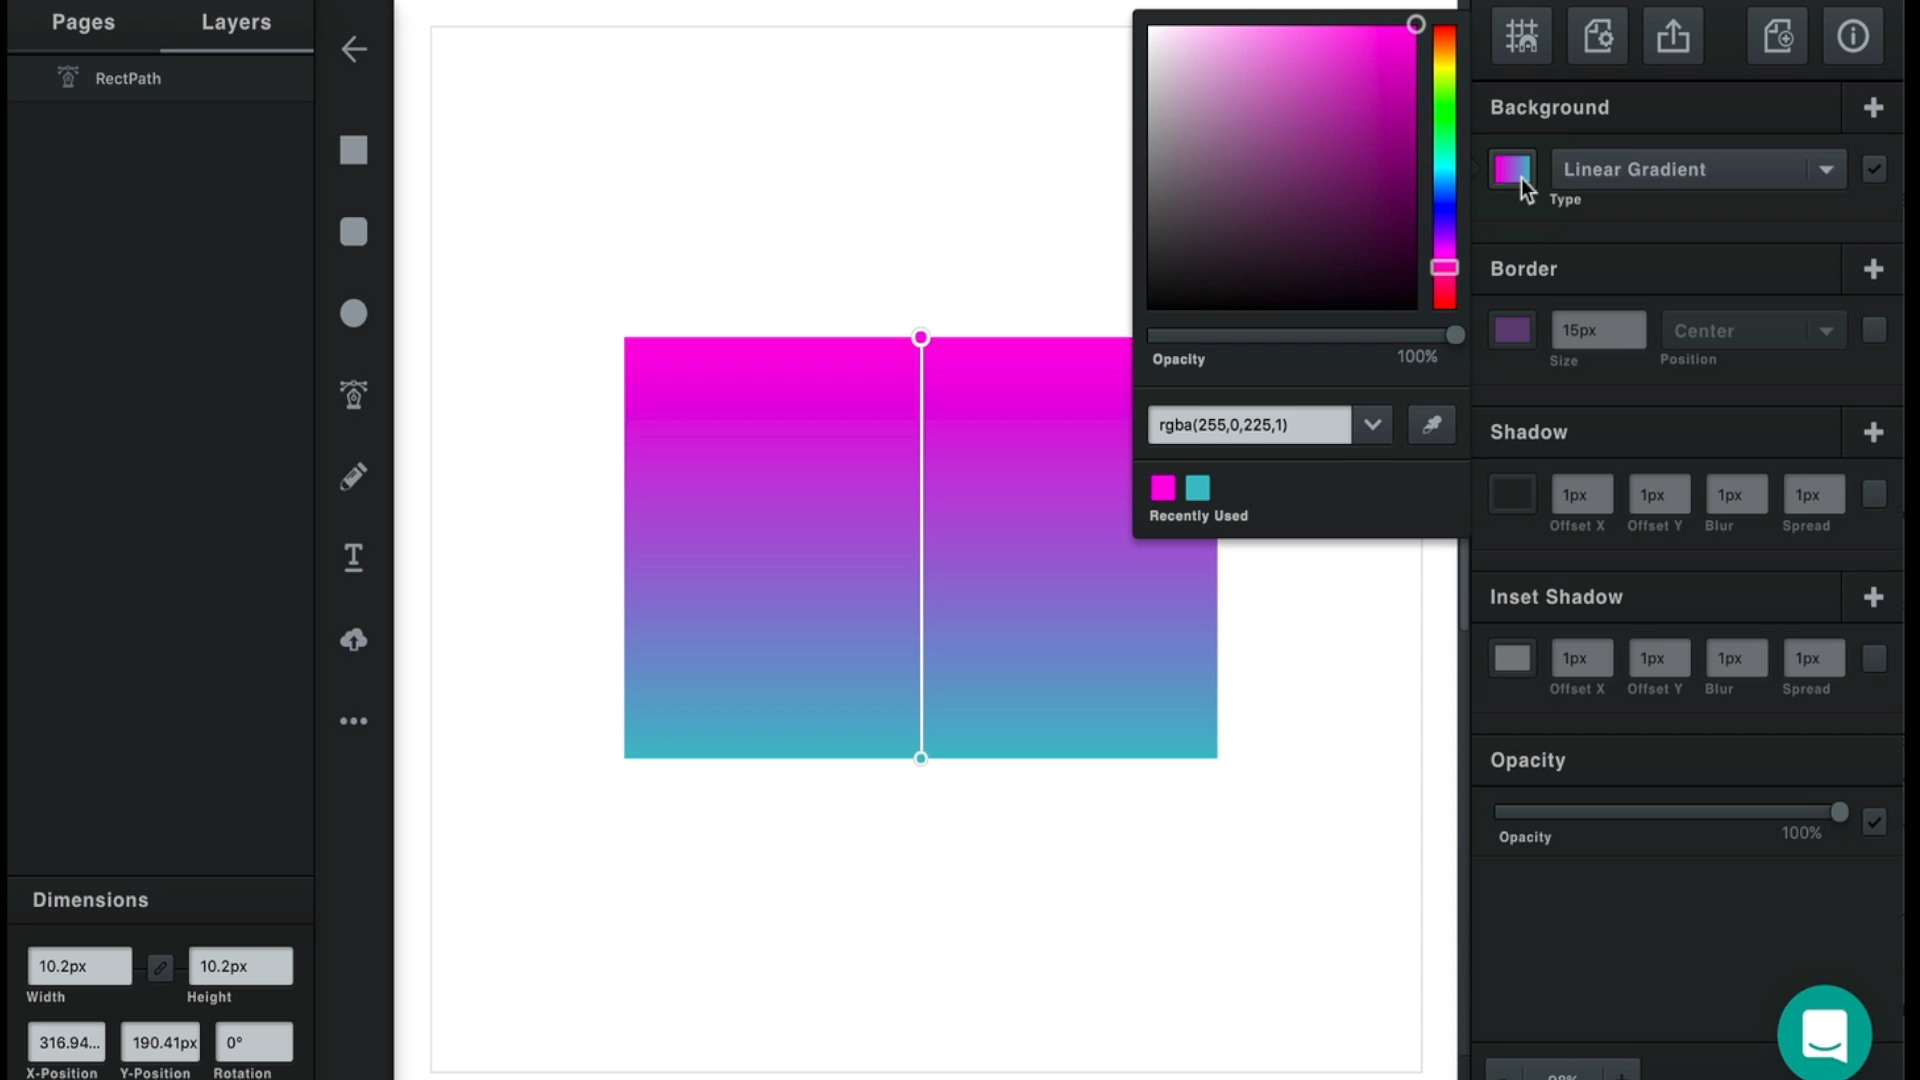 Pages Layers
RectPath
Background
Linear Gradient
Type
Border
15px Center
Size Position
Shadow
1px 1px 1px 1px
Offset X Offset Y Blur Spread
Inset Shadow
1px 1px 1px 1px
Offset X Offset Y Blur Spread
Opacity
Opacity 100%
Opacity 100%
rgba(255,0,225,1)
Recently Used
Dimensions
10.2px 10.2px
Width Height
316.94... 190.41px 0°
X-Position Y-Position Rotation